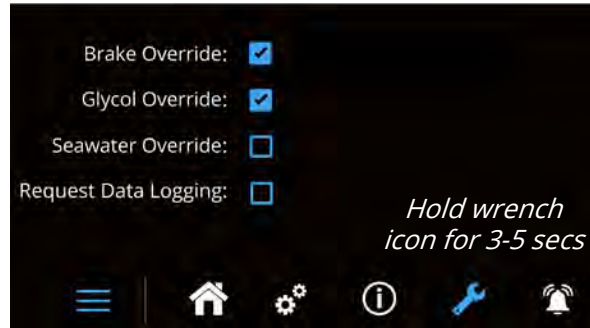 Brake Override:
Glycol Override:
Seawater Override:
Request Data Logging:
Hold wrench
icon for 3-5 secs